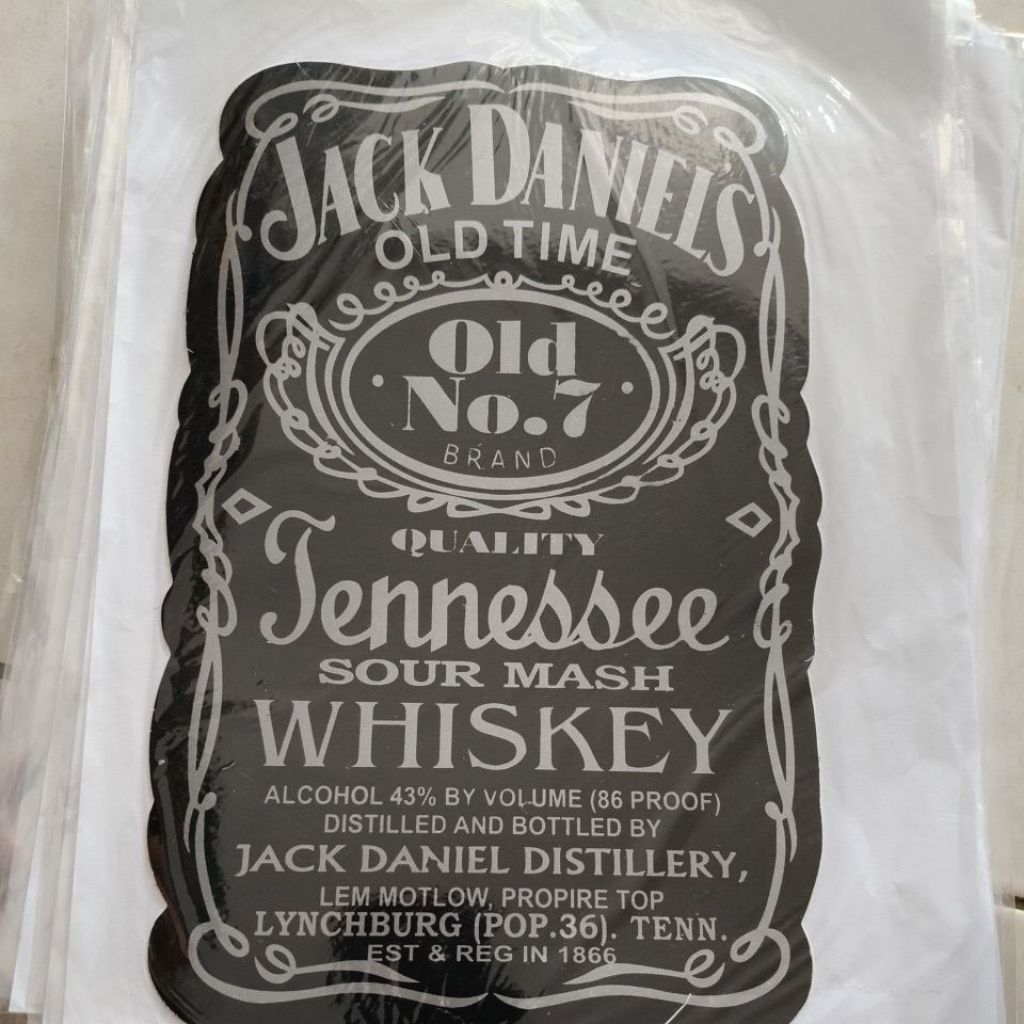 JACK DANIEL'S
OLD TIME
Old
No.7
BRAND
QUALITY
Tennessee
SOUR MASH
WHISKEY
ALCOHOL 43% BY VOLUME (86 PROOF)
DISTILLED AND BOTTLED BY
JACK DANIEL DISTILLERY,
LEM MOTLOW, PROPIRE TOP
LYNCHBURG (POP.36). TENN.
EST & REG IN 1866